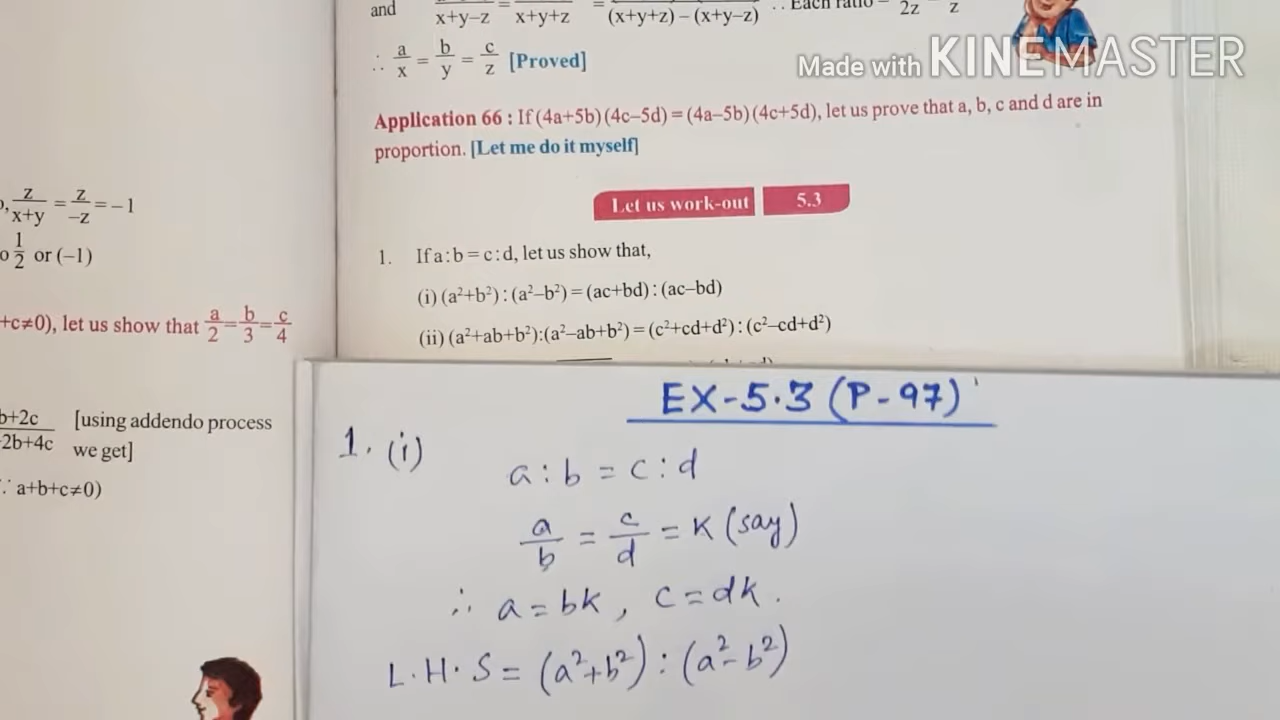 and x+y–z = x+y+z = (x+y+z) – (x+y–z) ∴ Each ratio = 2z z
∴ a/x = b/y = c/z [Proved]
Made with KINEMASTER
Application 66 : If (4a+5b) (4c–5d) = (4a–5b) (4c+5d), let us prove that a, b, c and d are in
proportion. [Let me do it myself]
z/x+y = z/–z = – 1
1/2 or (–1)
+c≠0), let us show that a/2 = b/3 = c/4
b+2c [using addendo process
2b+4c we get]
∵ a+b+c≠0)
Let us work-out 5.3
1. If a : b = c : d, let us show that,
(i) (a²+b²) : (a²–b²) = (ac+bd) : (ac–bd)
(ii) (a²+ab+b²):(a²–ab+b²) = (c²+cd+d²) : (c²–cd+d²)
EX-5.3 (P-97)
1. (i) a : b = c : d
a/b = c/d = K (say)
∴ a = bk , c = dk .
L.H.S = (a²+b²) : (a²-b²)